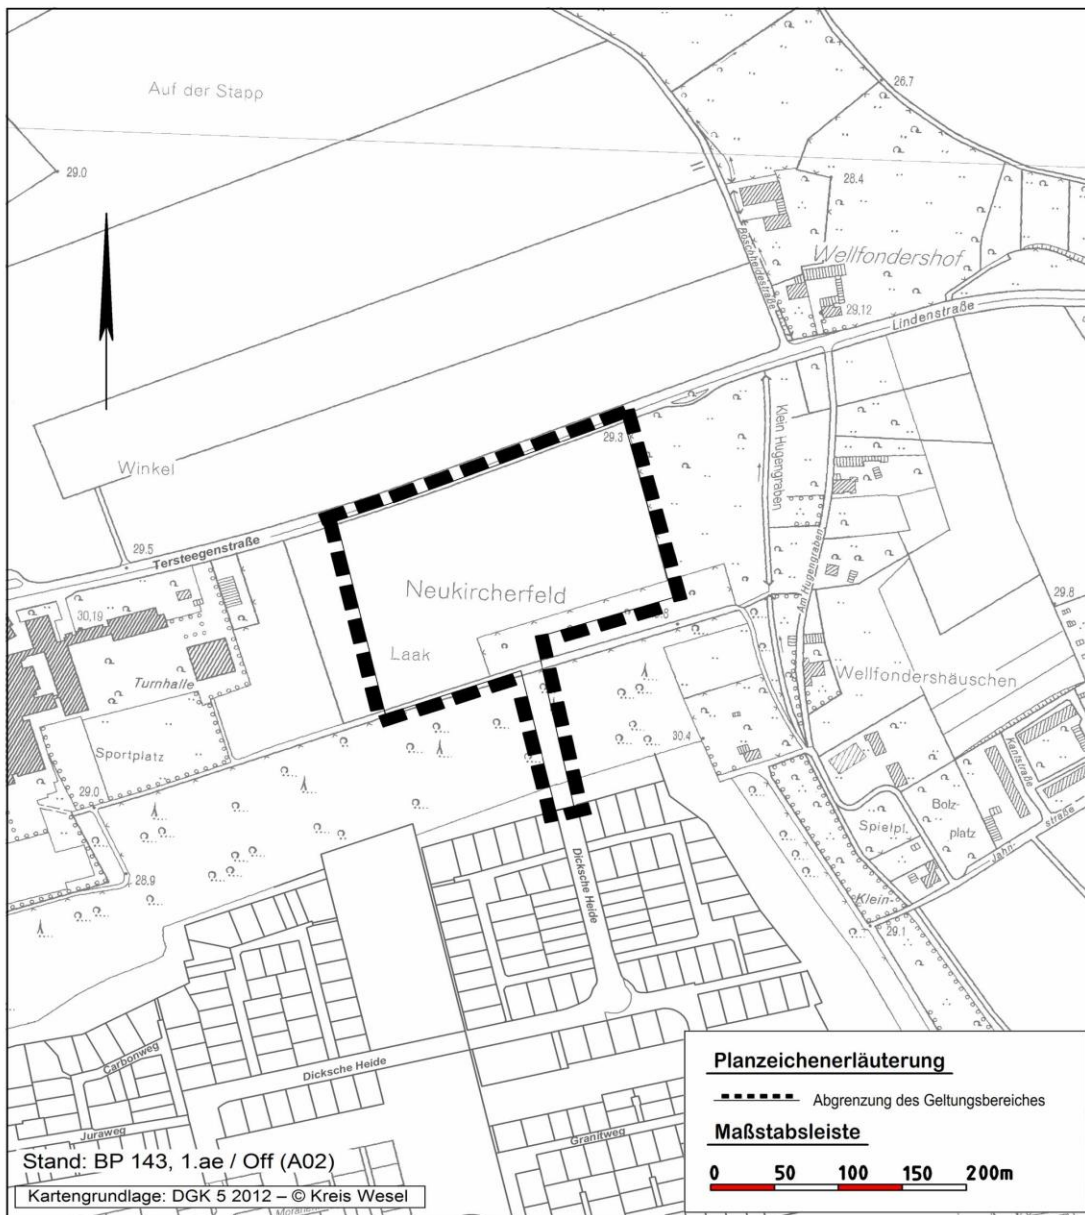 26.7
Auf der Stapp
29.0
28.4
Böschheidestraße
Wellfondershof
29.12
Lindenstraße
Klein Hugengraben
29.3
Winkel
29.5
Tersteegenstraße
Am Hugengraben
Neukircherfeld
29.8
30,19
Laak
Turnhalle
Wellfondershäuschen
Sportplatz
30.4
Kantstraße
29.0
Bolz-
platz
Spielpl.
Jahn-
straße
28.9
Dicksche Heide
Klein-
29.1
Carbonweg
Dicksche Heide
Juraweg
Granitweg
Planzeichenerläuterung
Abgrenzung des Geltungsbereiches
Maßstabsleiste
0 50 100 150 200m
Stand: BP 143, 1.ae / Off (A02)
Kartengrundlage: DGK 5 2012 – © Kreis Wesel